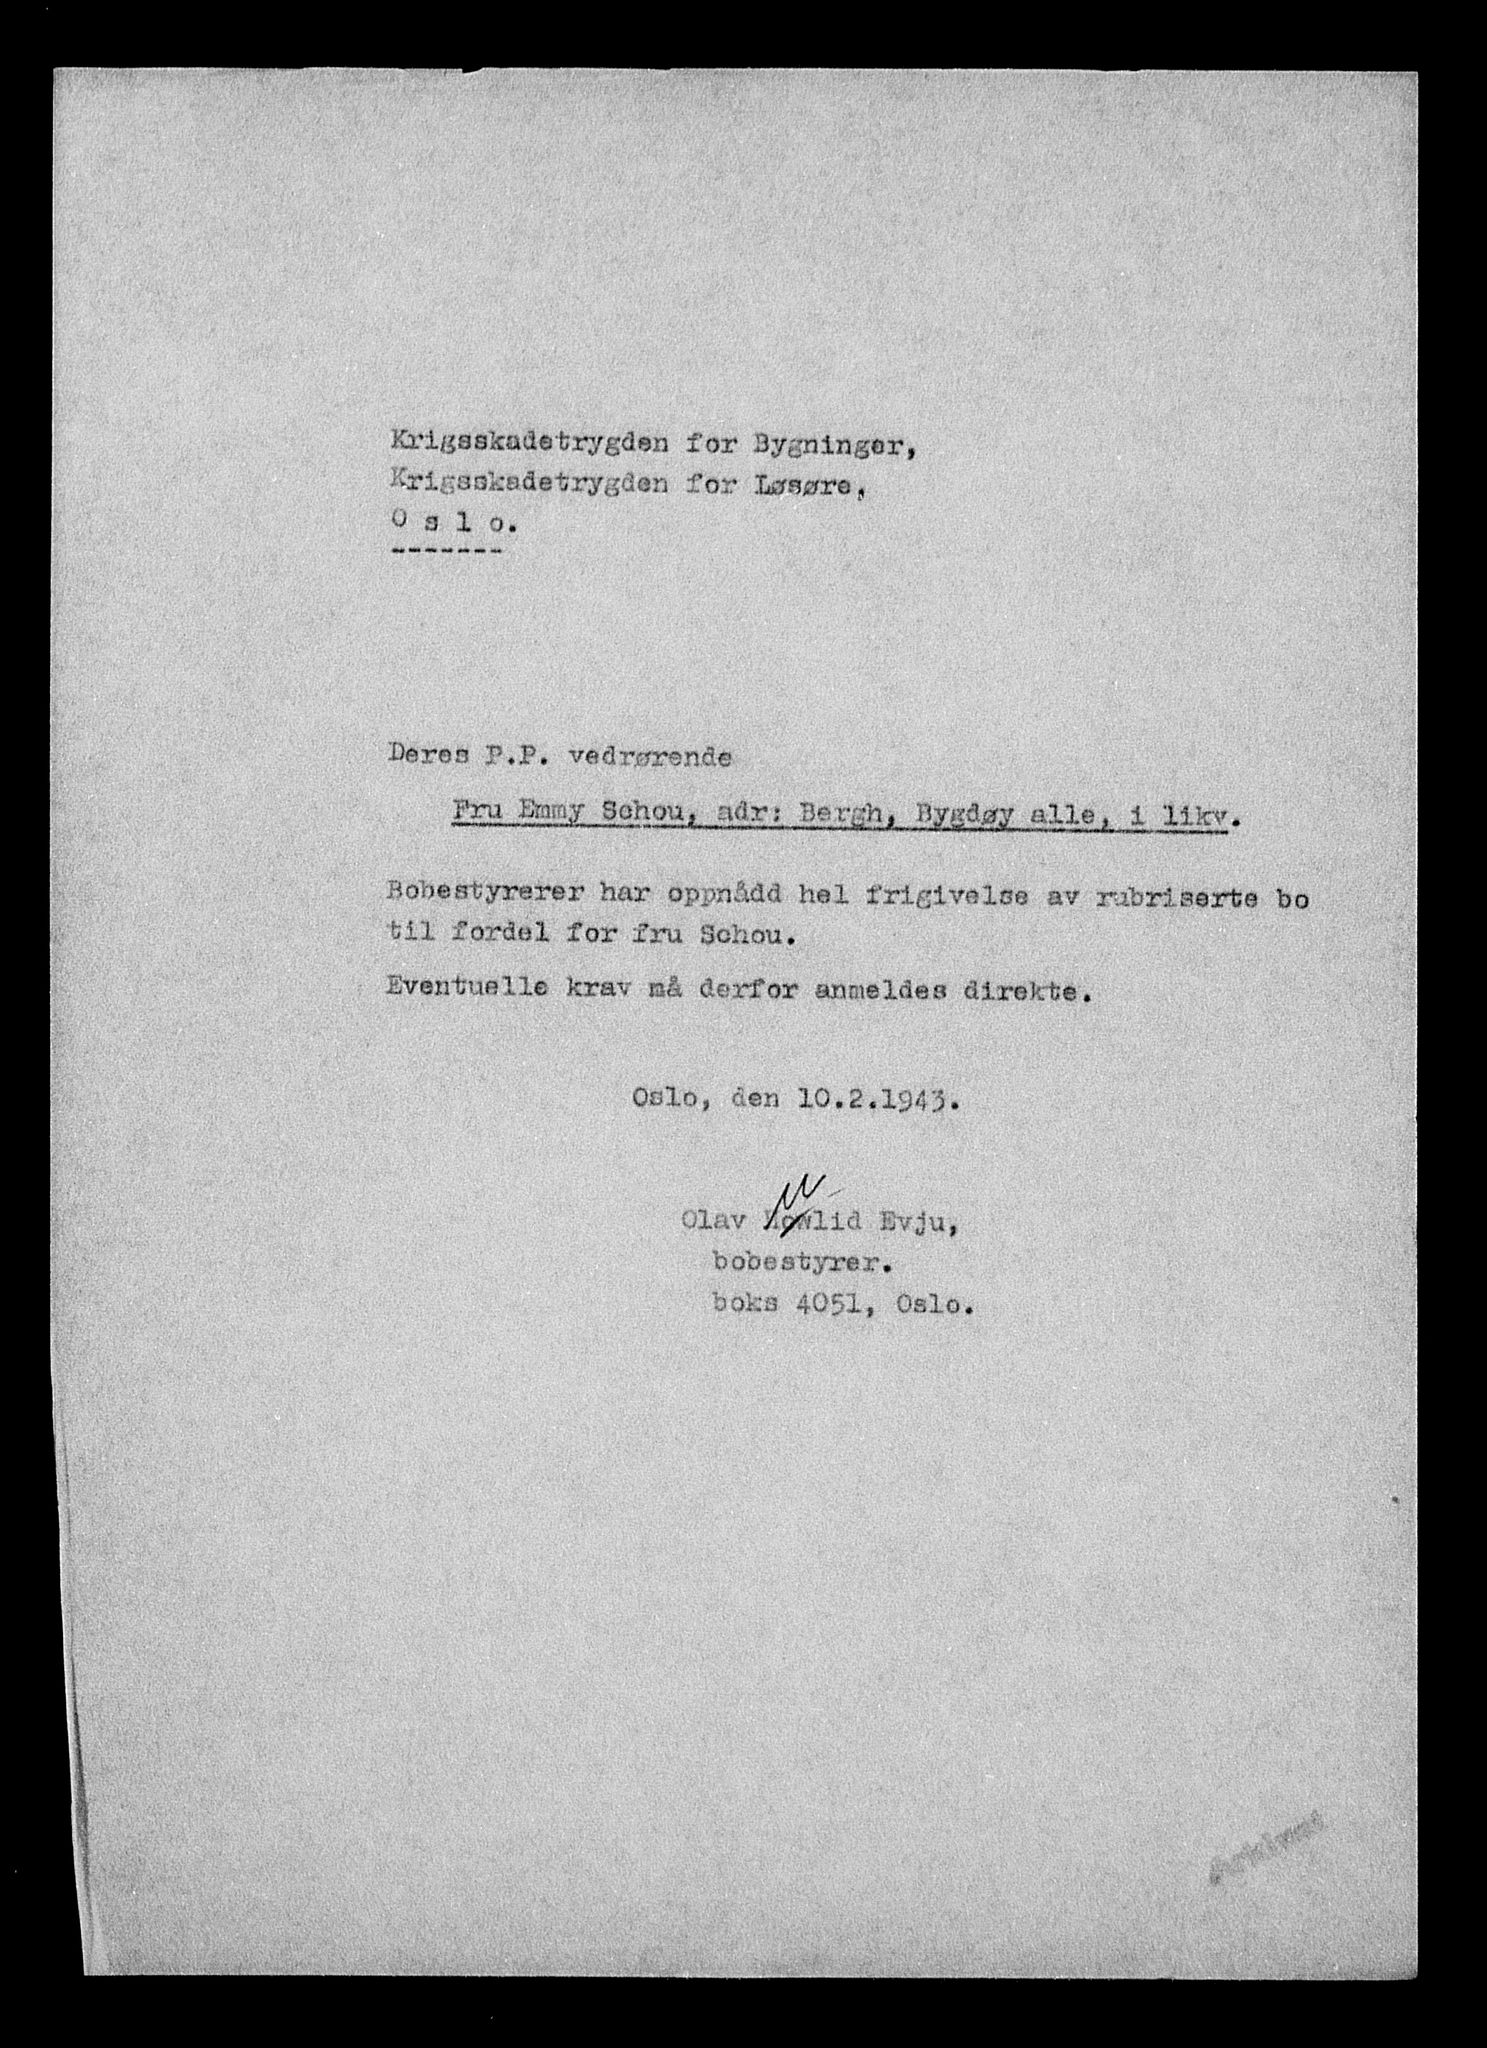 Krigsskadetrygden for Bygninger,
Krigsskadetrygden for Løsøre,
O s l o.
-------
Deres P.P. vedrørende
Fru Emmy Schou, adr: Bergh, Bygdøy alle, i likv.
Bobestyrerer har oppnådd hel frigivelse av rubriserte bo
til fordel for fru Schou.
Eventuelle krav må derfor anmeldes direkte.
Oslo, den 10.2.1943.
Olav Howlid Evju,
bobestyrer.
boks 4051, Oslo.